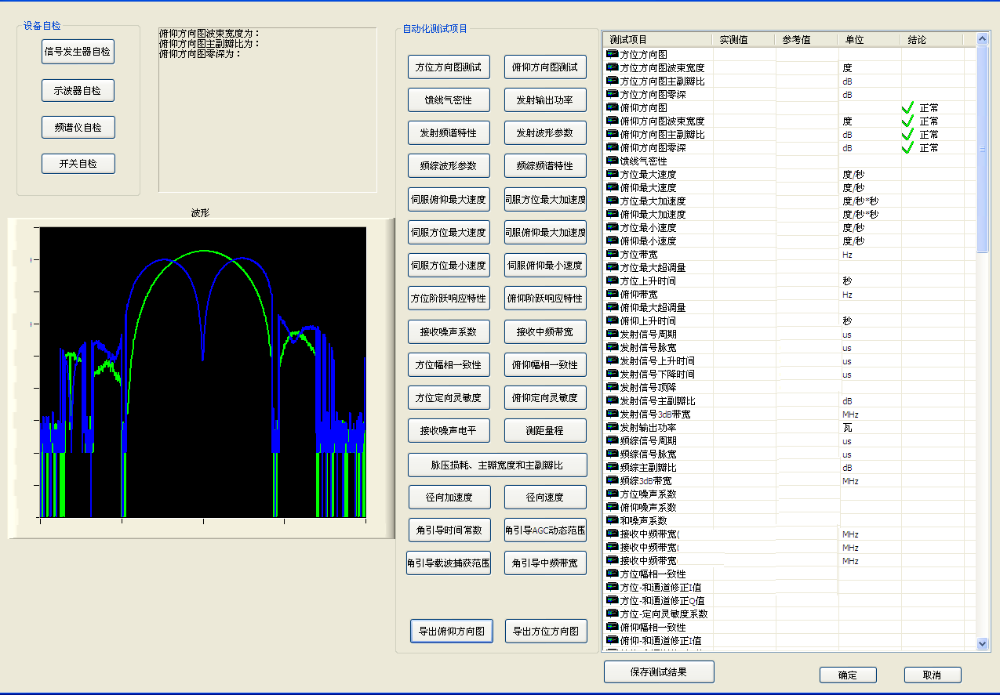 设备自检
信号发生器自检
示波器自检
频谱仪自检
开关自检
俯仰方向图波束宽度为：
俯仰方向图主副瓣比为：
俯仰方向图零深为：
波形
自动化测试项目
方位方向图测试 俯仰方向图测试
馈线气密性 发射输出功率
发射频谱特性 发射波形参数
频综波形参数 频综频谱特性
伺服俯仰最大速度 伺服方位最大加速度
伺服方位最大速度 伺服俯仰最大加速度
伺服方位最小速度 伺服俯仰最小速度
方位阶跃响应特性 俯仰阶跃响应特性
接收噪声系数 接收中频带宽
方位幅相一致性 俯仰幅相一致性
方位定向灵敏度 俯仰定向灵敏度
接收噪声电平 测距量程
脉压损耗、主瓣宽度和主副瓣比
径向加速度 径向速度
角引导时间常数 角引导AGC动态范围
角引导载波捕获范围 角引导中频带宽
导出俯仰方向图 导出方位方向图
测试项目 实测值 参考值 单位 结论
方位方向图
方位方向图波束宽度 度
方位方向图主副瓣比 dB
方位方向图零深 dB
俯仰方向图 正常
俯仰方向图波束宽度 度 正常
俯仰方向图主副瓣比 dB 正常
俯仰方向图零深 dB 正常
馈线气密性
方位最大速度 度/秒
俯仰最大速度 度/秒
方位最大加速度 度/秒*秒
俯仰最大加速度 度/秒*秒
方位最小速度 度/秒
俯仰最小速度 度/秒
方位带宽 Hz
方位最大超调量
方位上升时间 秒
俯仰带宽 Hz
俯仰最大超调量
俯仰上升时间 秒
发射信号周期 us
发射信号脉宽 us
发射信号上升时间 us
发射信号下降时间 us
发射信号顶降
发射信号主副瓣比 dB
发射信号3dB带宽 MHz
发射输出功率 瓦
频综信号周期 us
频综信号脉宽 us
频综主副瓣比 dB
频综3dB带宽 MHz
方位噪声系数
俯仰噪声系数
和噪声系数
接收中频带宽( MHz
接收中频带宽( MHz
接收中频带宽 MHz
方位幅相一致性
方位-和通道修正I值
方位-和通道修正Q值
方位-定向灵敏度系数
俯仰幅相一致性
俯仰-和通道修正I值
保存测试结果
确定 取消